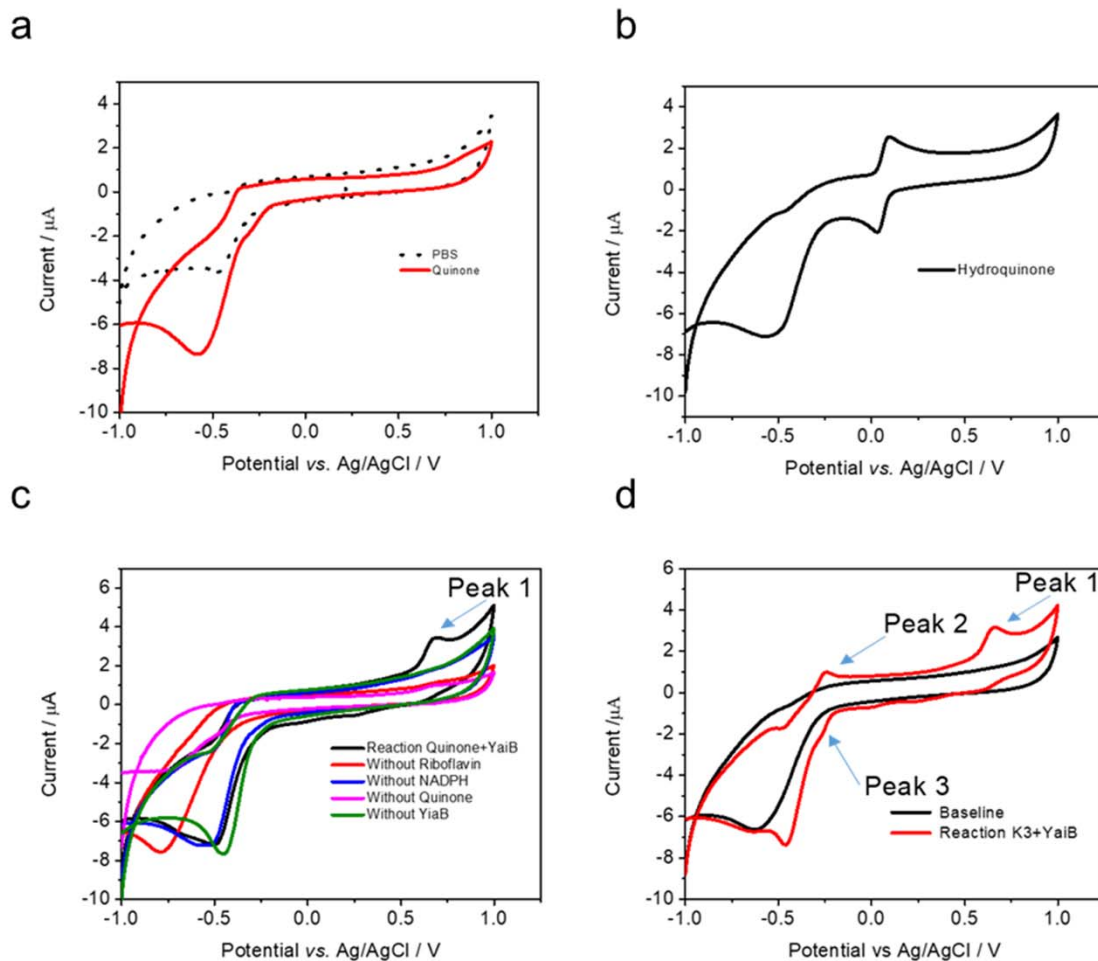 a
4
2
0
-2
-4
-6
-8
-10
Current / μA
PBS
Quinone
-1.0 -0.5 0.0 0.5 1.0
Potential vs. Ag/AgCl / V
b
4
2
0
-2
-4
-6
-8
-10
Current / μA
Hydroquinone
-1.0 -0.5 0.0 0.5 1.0
Potential vs. Ag/AgCl / V
c
6
4
2
0
-2
-4
-6
-8
-10
Current / μA
Peak 1
Reaction Quinone+YaiB
Without Riboflavin
Without NADPH
Without Quinone
Without YiaB
-1.0 -0.5 0.0 0.5 1.0
Potential vs. Ag/AgCl / V
d
6
4
2
0
-2
-4
-6
-8
-10
Current / μA
Peak 1
Peak 2
Peak 3
Baseline
Reaction K3+YaiB
-1.0 -0.5 0.0 0.5 1.0
Potential vs Ag/AgCl / V